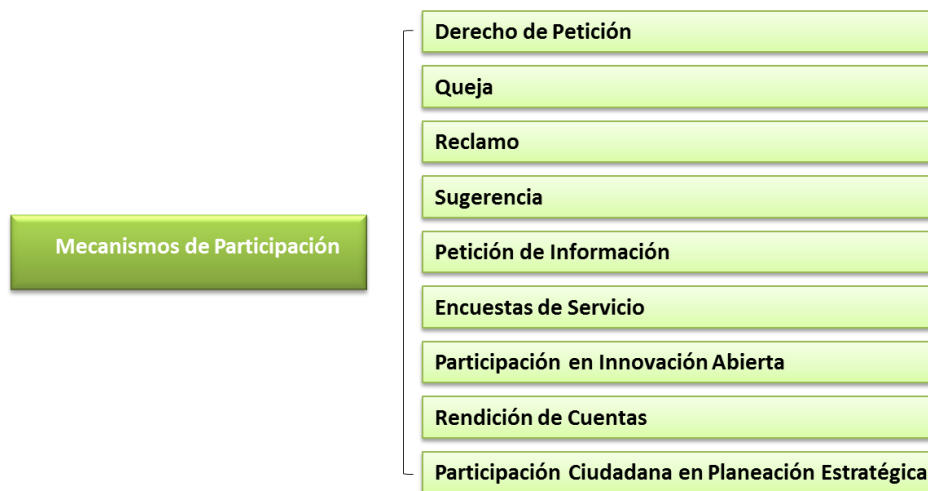 Mecanismos de Participación
Derecho de Petición
Queja
Reclamo
Sugerencia
Petición de Información
Encuestas de Servicio
Participación en Innovación Abierta
Rendición de Cuentas
Participación Ciudadana en Planeación Estratégica